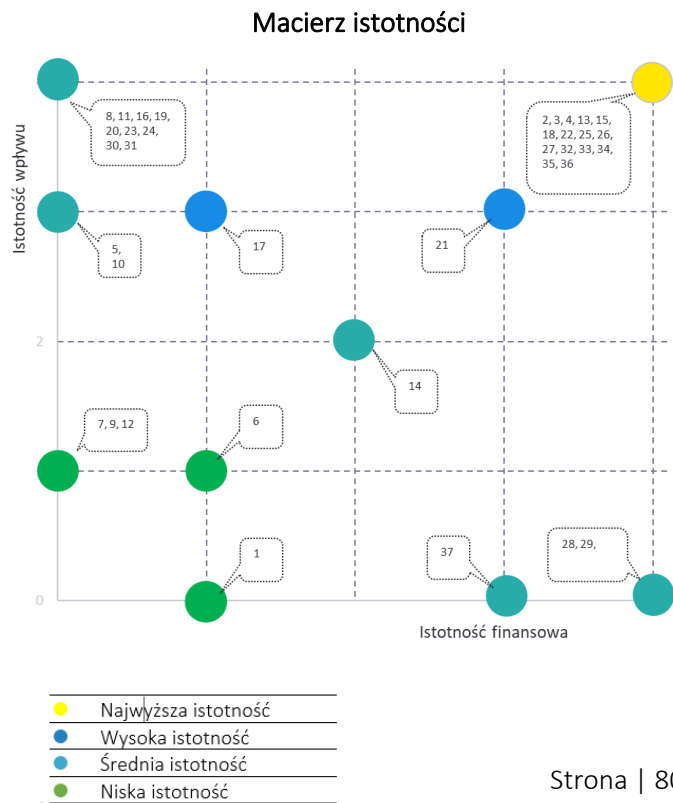 Macierz istotności
Istotność wpływu
8, 11, 16, 19,
20, 23, 24,
30, 31
2, 3, 4, 13, 15,
18, 22, 25, 26,
27, 32, 33, 34,
35, 36
5,
10
17
21
2
14
7, 9, 12
6
1
37
28, 29,
0
Istotność finansowa
Najwyższa istotność
Wysoka istotność
Średnia istotność
Niska istotność
Strona | 80